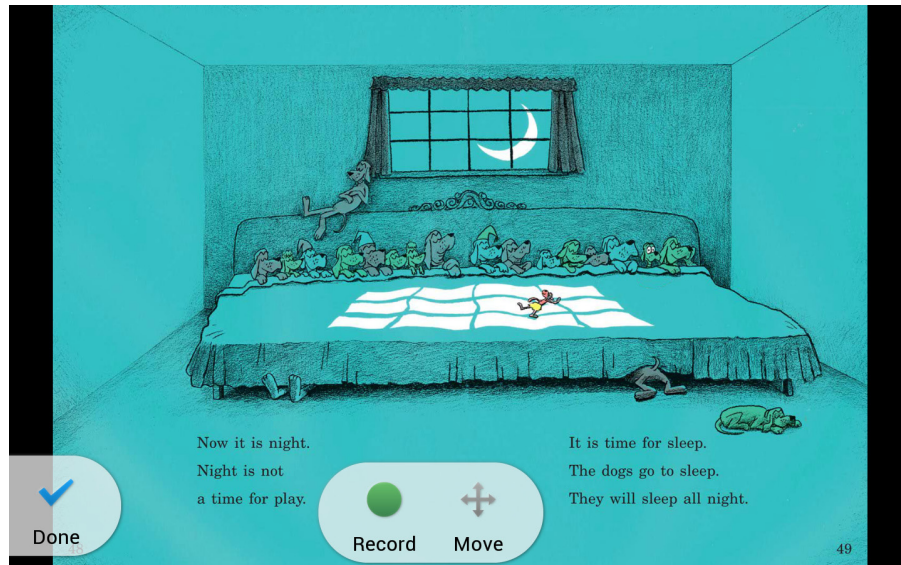 Now it is night.
Night is not
a time for play.
It is time for sleep.
The dogs go to sleep.
They will sleep all night.
Done
Record
Move
48
49